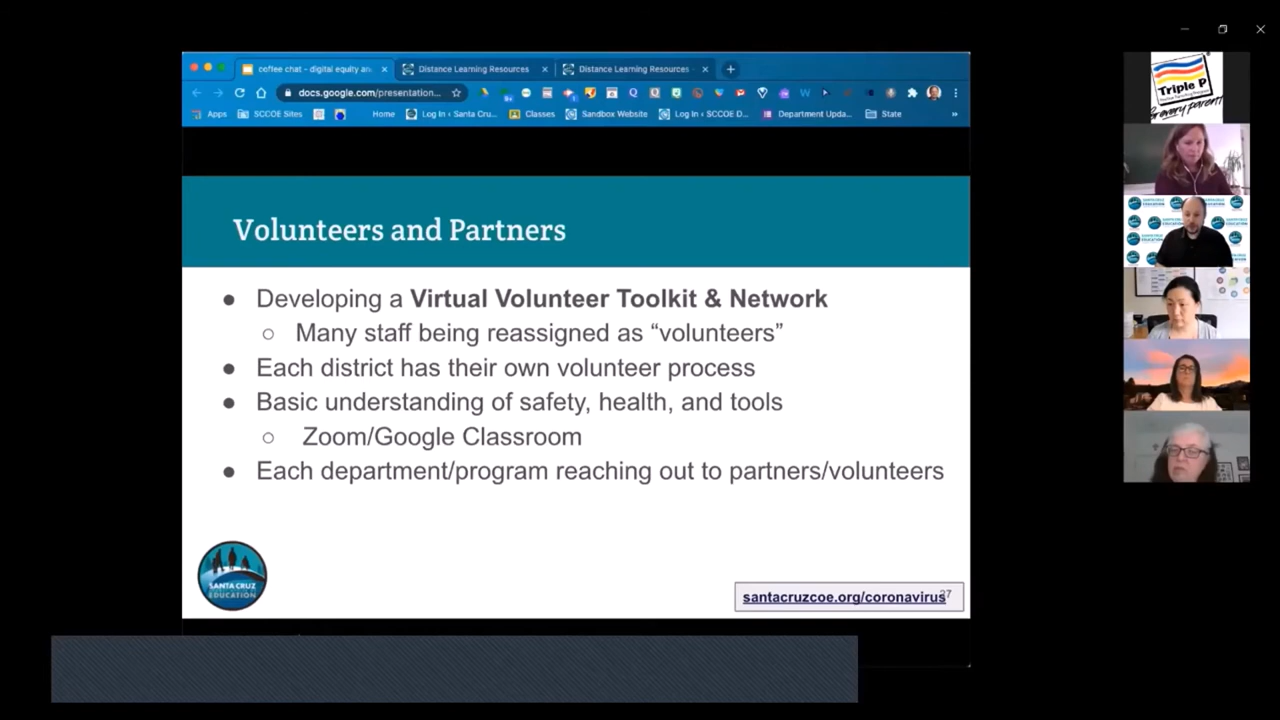 coffee chat - digital equity an
Distance Learning Resources
Distance Learning Resources
docs.google.com/presentation...
Apps
SCCOE Sites
Home
Log In ‹ Santa Cru...
Classes
Sandbox Website
Log In ‹ SCCOE D...
Department Upda...
State
»
Triple P
Volunteers and Partners
● Developing a Virtual Volunteer Toolkit & Network
○ Many staff being reassigned as “volunteers”
● Each district has their own volunteer process
● Basic understanding of safety, health, and tools
○ Zoom/Google Classroom
● Each department/program reaching out to partners/volunteers
SANTA CRUZ
EDUCATION
santacruzcoe.org/coronavirus
27